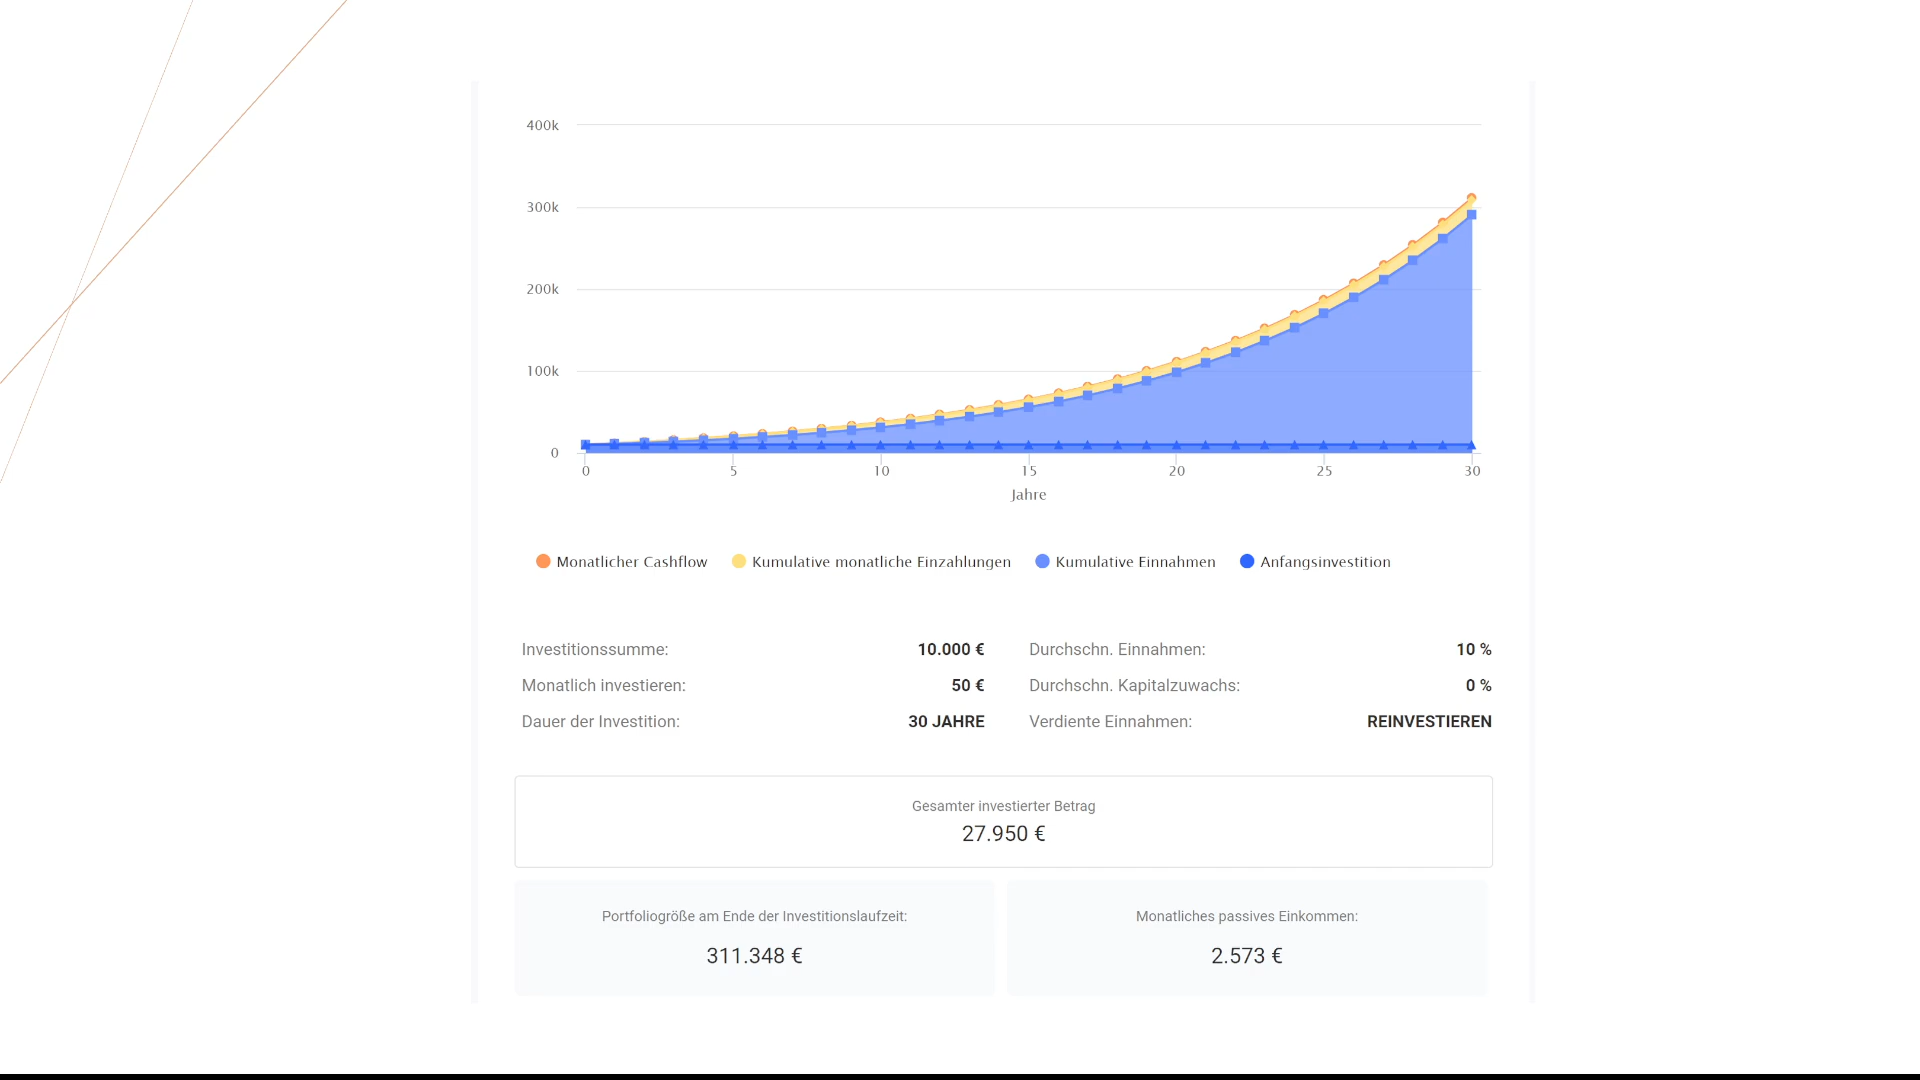 400k
300k
200k
100k
0
0 5 10 15 20 25 30
Jahre
Monatlicher Cashflow Kumulative monatliche Einzahlungen Kumulative Einnahmen Anfangsinvestition
Investitionssumme: 10.000 € Durchschn. Einnahmen: 10 %
Monatlich investieren: 50 € Durchschn. Kapitalzuwachs: 0 %
Dauer der Investition: 30 JAHRE Verdiente Einnahmen: REINVESTIEREN
Gesamter investierter Betrag
27.950 €
Portfoliogröße am Ende der Investitionslaufzeit: Monatliches passives Einkommen:
311.348 € 2.573 €